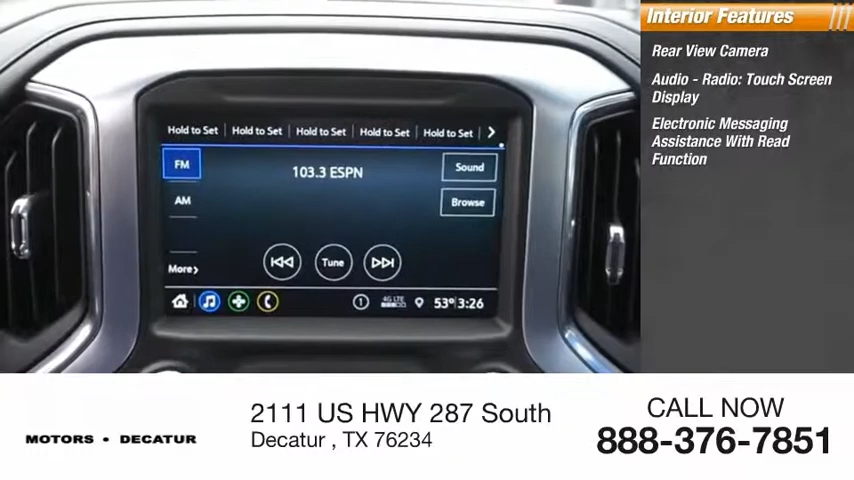 Interior Features
Rear View Camera
Audio - Radio: Touch Screen
Display
Electronic Messaging
Assistance With Read
Function
Hold to Set Hold to Set Hold to Set Hold to Set Hold to Set >
FM
103.3 ESPN
Sound
AM
Browse
Tune
More>
1 4G LTE 53° 3:26
MOTORS • DECATUR
2111 US HWY 287 South
Decatur , TX 76234
CALL NOW
888-376-7851